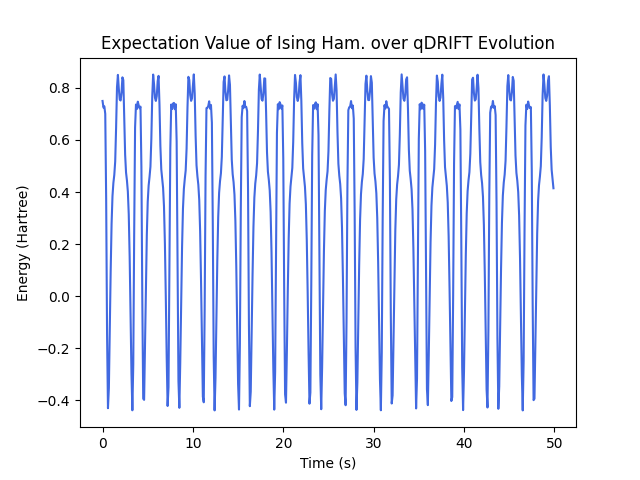 Expectation Value of Ising Ham. over qDRIFT Evolution
Energy (Hartree)
0.8
0.6
0.4
0.2
0.0
−0.2
−0.4
0 10 20 30 40 50
Time (s)